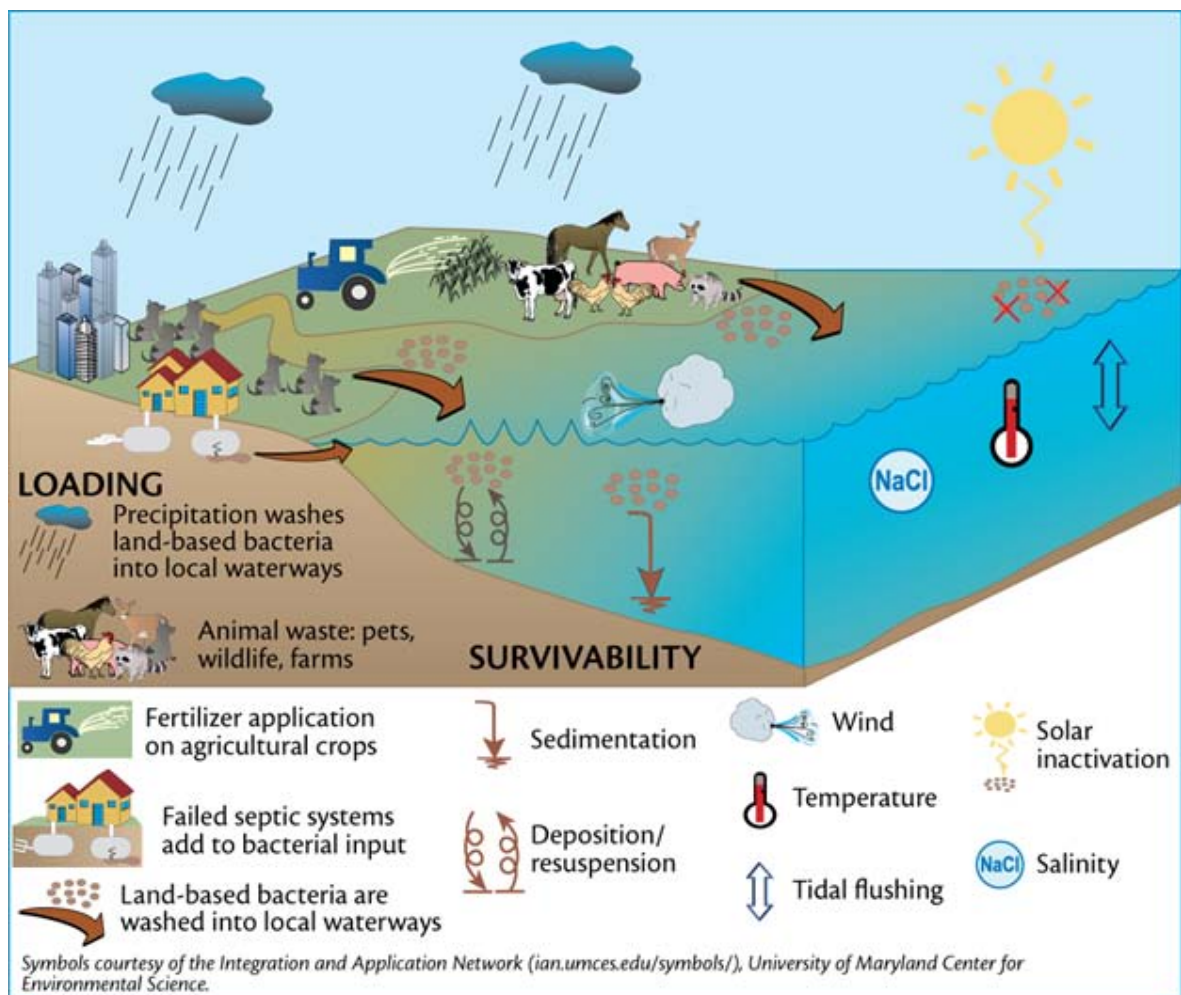 NaCl
LOADING
Precipitation washes
land-based bacteria
into local waterways
Animal waste: pets,
wildlife, farms
Fertilizer application
on agricultural crops
Failed septic systems
add to bacterial input
Land-based bacteria are
washed into local waterways
SURVIVABILITY
Sedimentation
Deposition/
resuspension
Wind
Temperature
Tidal flushing
Solar
inactivation
NaCl
Salinity
Symbols courtesy of the Integration and Application Network (ian.umces.edu/symbols/), University of Maryland Center for
Environmental Science.